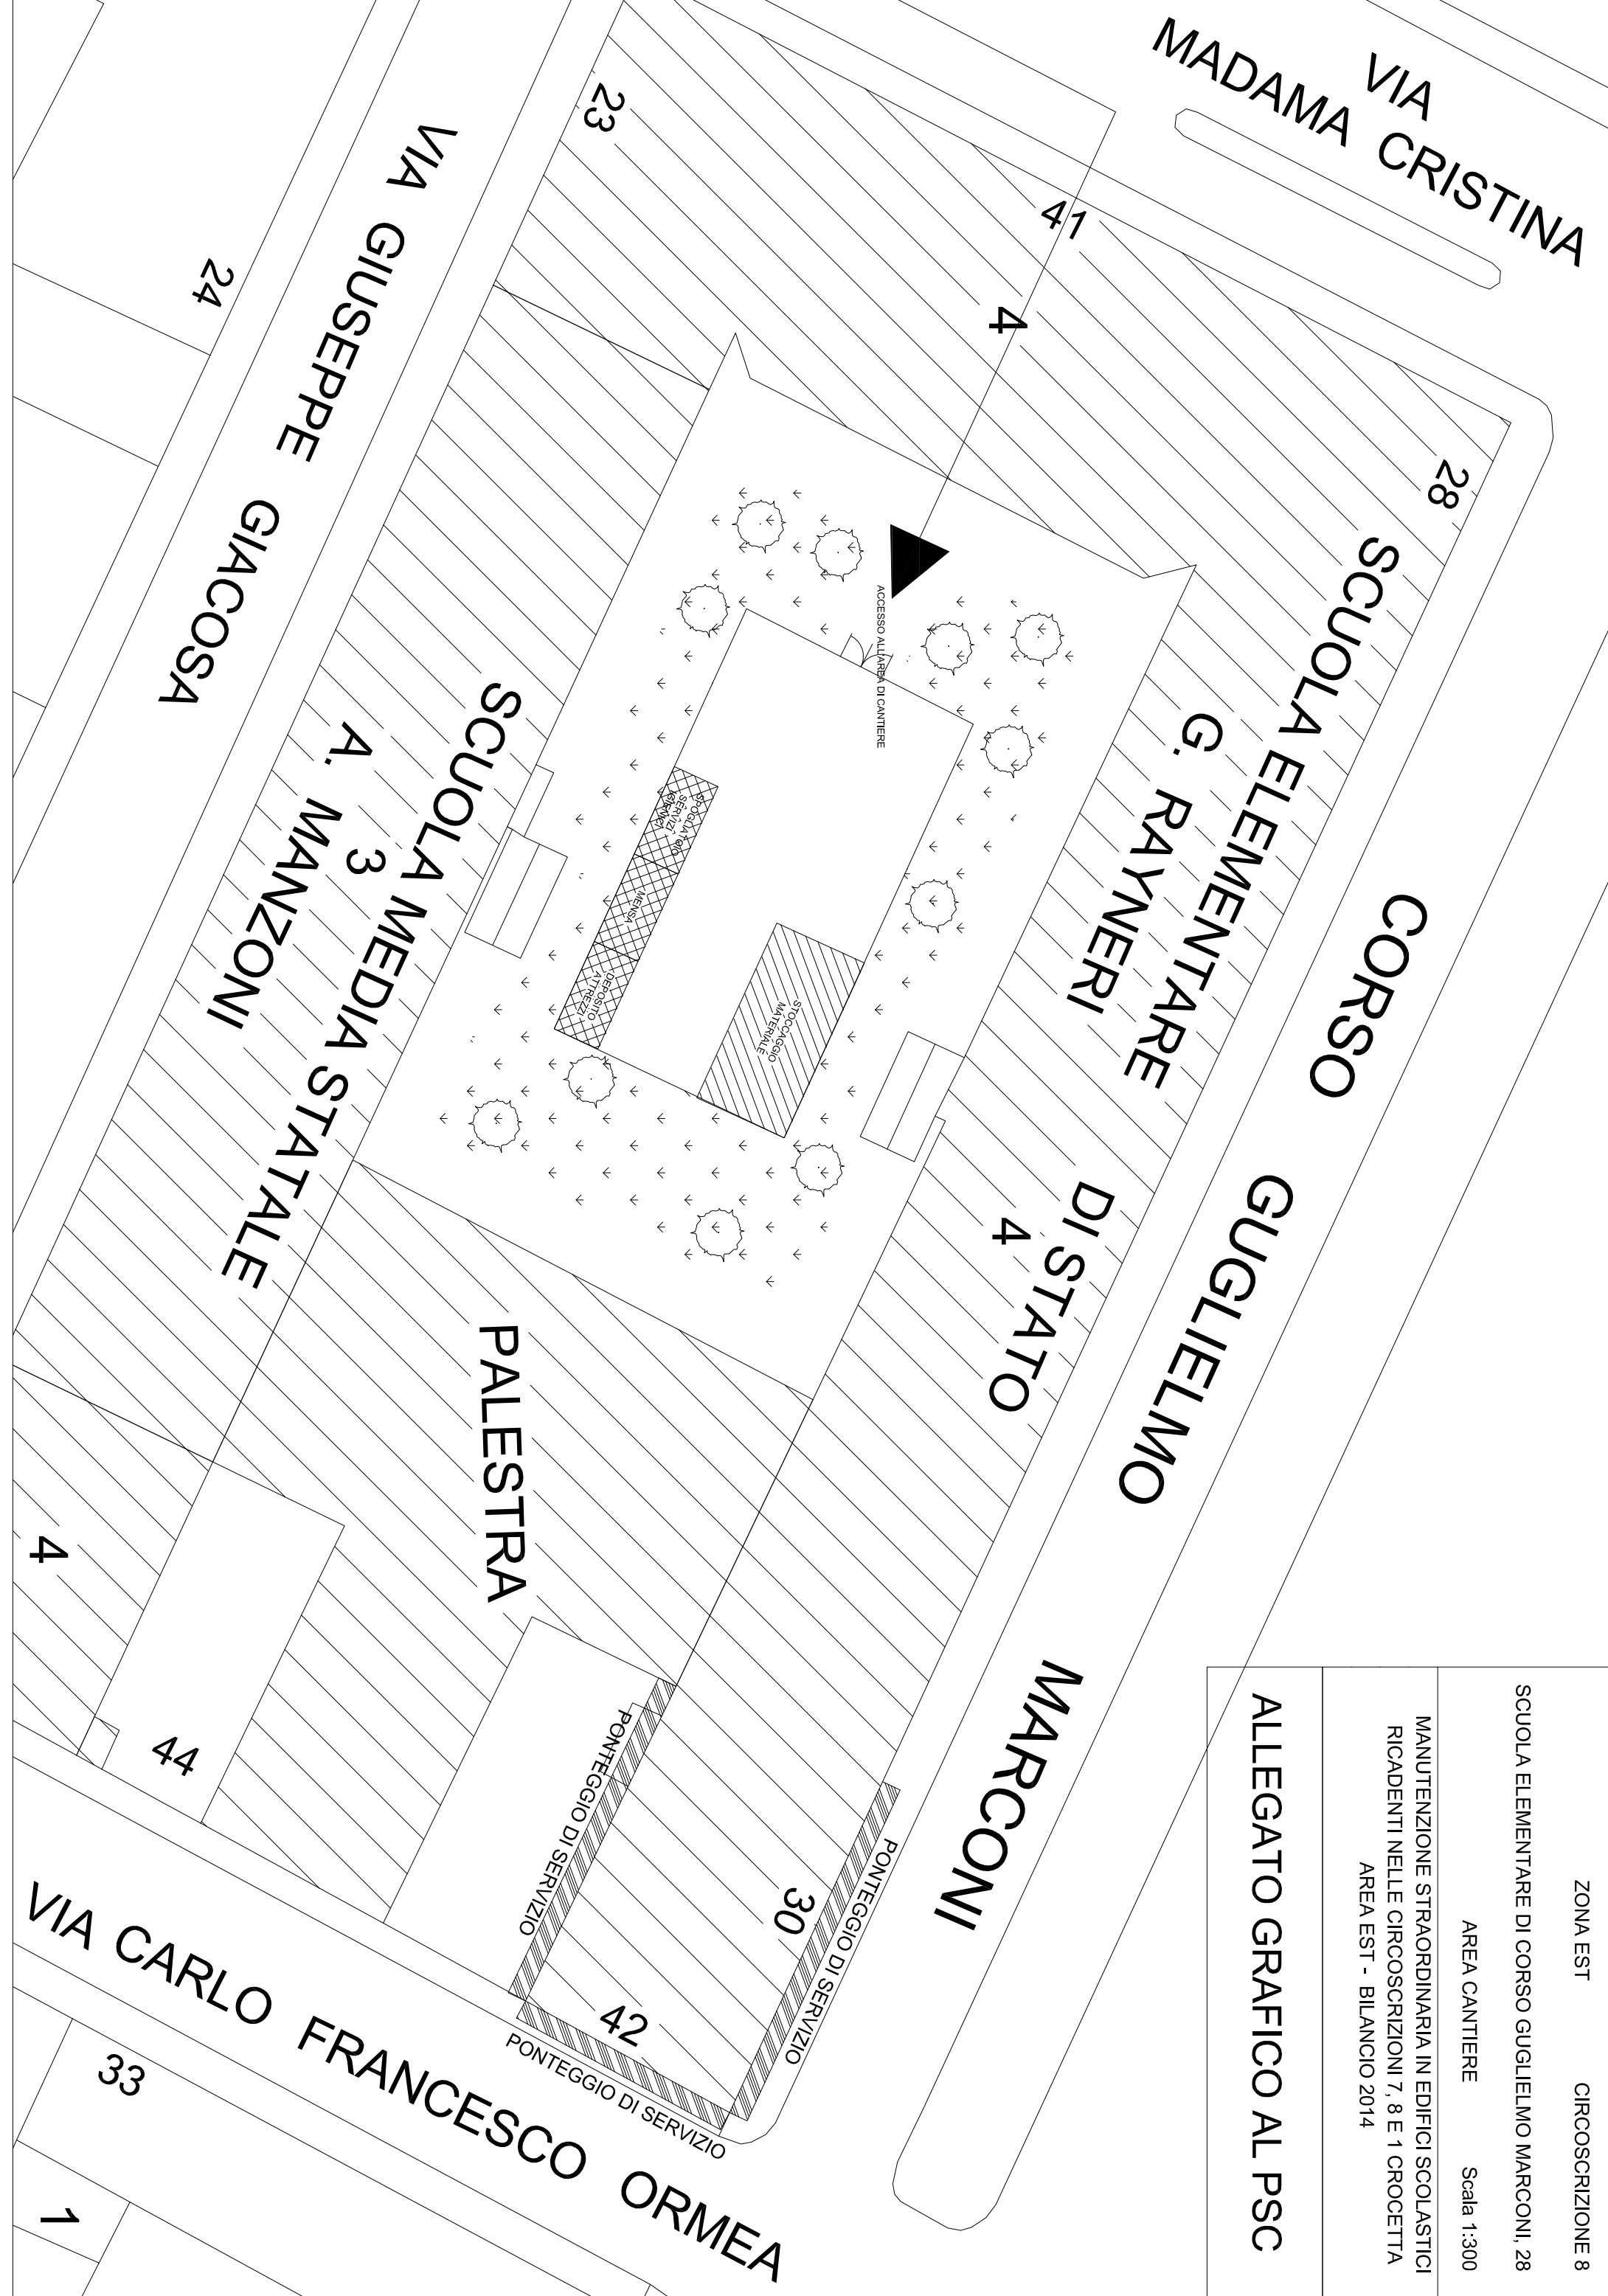 VIA
MADAMA CRISTINA
23
41
4
28
24
VIA GIUSEPPE GIACOSA
SCUOLA ELEMENTARE
G. RAYNERI
DI STATO
4
CORSO GUGLIELMO MARCONI
ACCESSO ALL'AREA DI CANTIERE
SPOGLIATOIO
SERVIZI
IGIENICI
MENSA
DEPOSITO
ATTREZZI
STOCCAGGIO
MATERIALE
SCUOLA MEDIA STATALE
3
A. MANZONI
PALESTRA
4
44
PONTEGGIO DI SERVIZIO
30
PONTEGGIO DI SERVIZIO
42
PONTEGGIO DI SERVIZIO
VIA CARLO FRANCESCO ORMEA
33
1
ZONA EST CIRCOSCRIZIONE 8
SCUOLA ELEMENTARE DI CORSO GUGLIELMO MARCONI, 28
AREA CANTIERE Scala 1:300
MANUTENZIONE STRAORDINARIA IN EDIFICI SCOLASTICI
RICADENTI NELLE CIRCOSCRIZIONI 7, 8 E 1 CROCETTA
AREA EST - BILANCIO 2014
ALLEGATO GRAFICO AL PSC